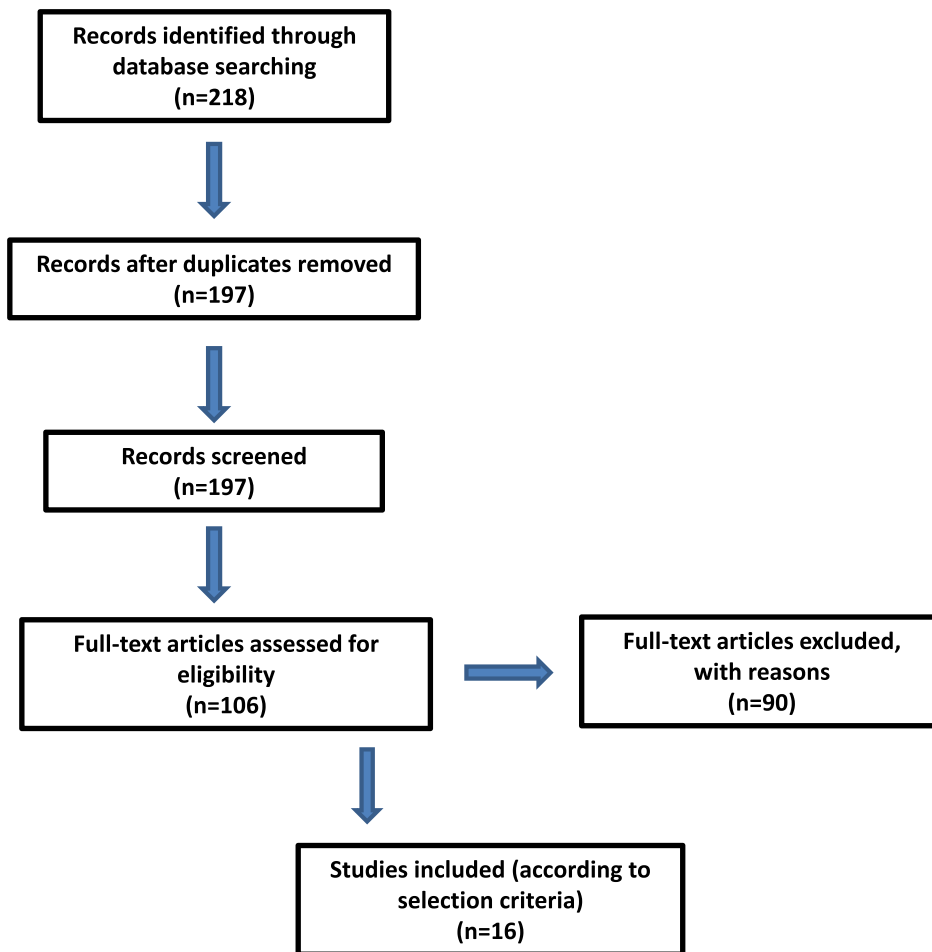 Records identified through
database searching
(n=218)
Records after duplicates removed
(n=197)
Records screened
(n=197)
Full-text articles assessed for
eligibility
(n=106)
Full-text articles excluded,
with reasons
(n=90)
Studies included (according to
selection criteria)
(n=16)